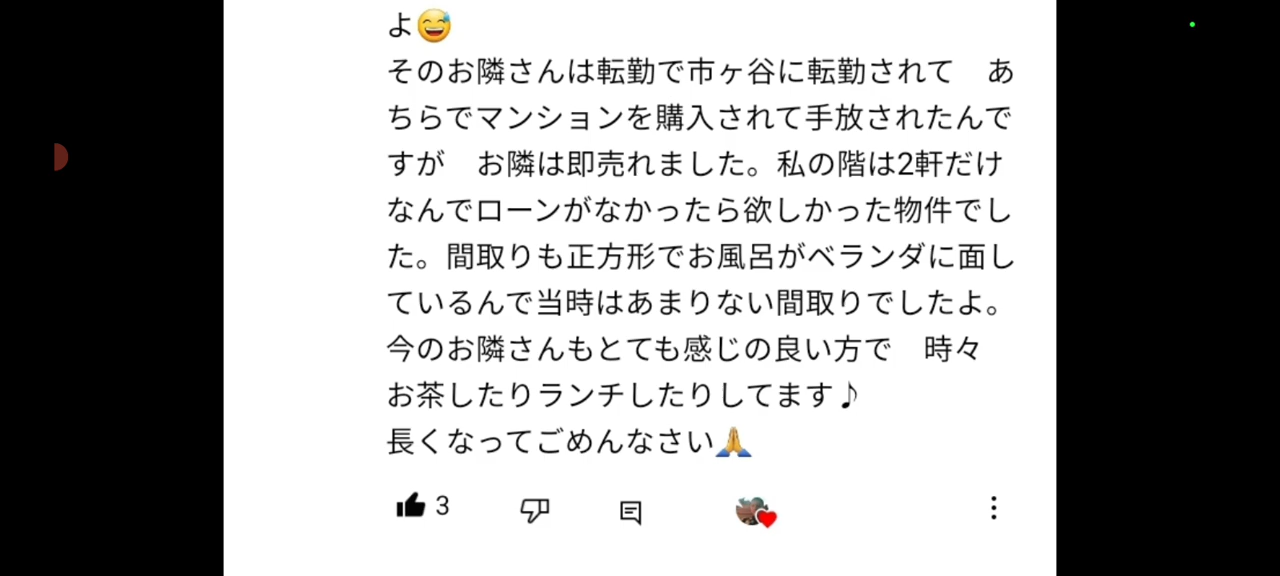 よ😅
そのお隣さんは転勤で市ヶ谷に転勤されて　あ
ちらでマンションを購入されて手放されたんで
すが　お隣は即売れました。私の階は2軒だけ
なんでローンがなかったら欲しかった物件でし
た。間取りも正方形でお風呂がベランダに面し
ているんで当時はあまりない間取りでしたよ。
今のお隣さんもとても感じの良い方で　時々
お茶したりランチしたりしてます♪
長くなってごめんなさい🙏
3